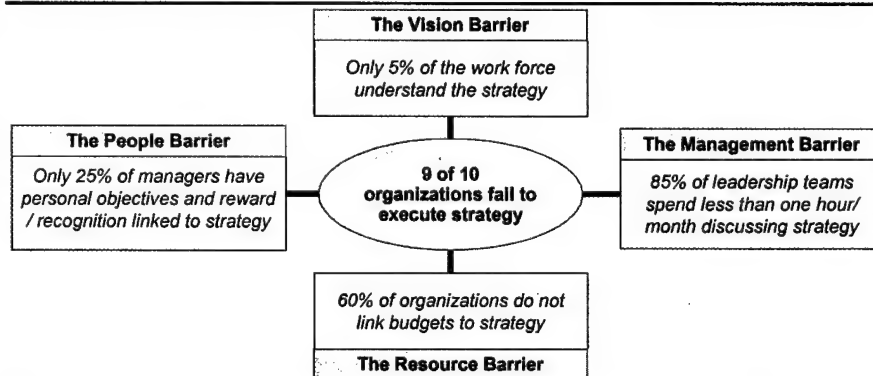 The Vision Barrier
Only 5% of the work force
understand the strategy
The People Barrier
Only 25% of managers have
personal objectives and reward
/ recognition linked to strategy
9 of 10
organizations fail to
execute strategy
The Management Barrier
85% of leadership teams
spend less than one hour/
month discussing strategy
60% of organizations do not
link budgets to strategy
The Resource Barrier